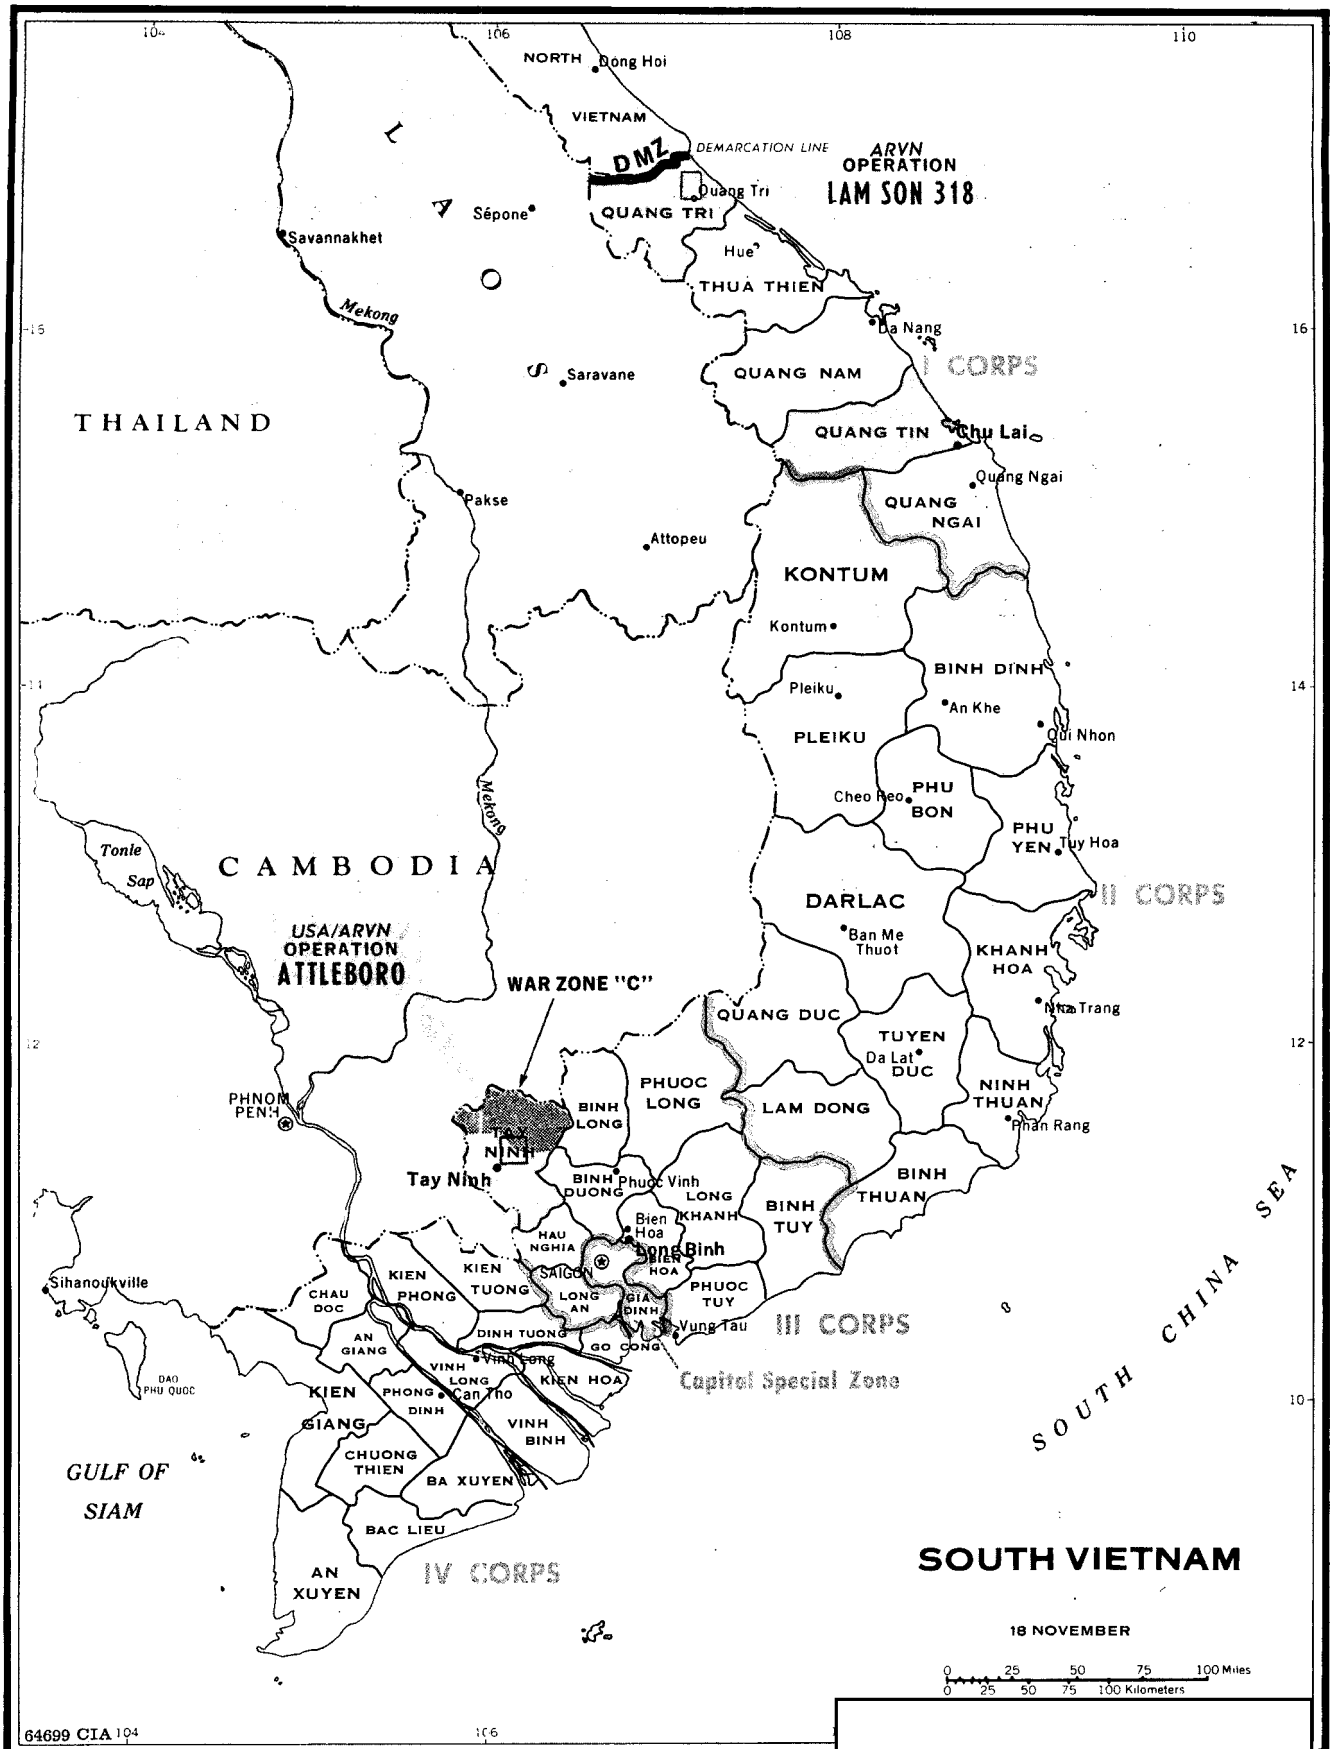 104
106
108
110
NORTH
Dong Hoi
VIETNAM
DMZ
DEMARCATION LINE
ARVN
OPERATION
LAM SON 318
L
A
O
S
Sépone
Quang Tri
QUANG TRI
Savannakhet
Hue
THUA THIEN
Mekong
16
16
Da Nang
I CORPS
Saravane
QUANG NAM
THAILAND
QUANG TIN
Chu Lai
Quang Ngai
QUANG
NGAI
Pakse
Attopeu
KONTUM
Kontum
BINH DINH
14
14
Pleiku
An Khe
Qui Nhon
PLEIKU
Mekong
Cheo Reo
PHU
BON
PHU
YEN
Tuy Hoa
Tonle
Sap
CAMBODIA
DARLAC
II CORPS
USA/ARVN
OPERATION
ATTLEBORO
Ban Me
Thuot
KHANH
HOA
WAR ZONE "C"
Nha Trang
QUANG DUC
12
12
TUYEN
DUC
Da Lat
PHNOM
PENH
PHUOC
LONG
BINH
LONG
LAM DONG
NINH
THUAN
Phan Rang
TAY
NINH
Tay Ninh
BINH
DUONG
Phuoc Vinh
LONG
KHANH
BINH
TUY
BINH
THUAN
Bien
Hoa
HAU
NGHIA
Long Binh
BIEN
HOA
SAIGON
Sihanoukville
CHAU
DOC
KIEN
PHONG
KIEN
TUONG
LONG
AN
GIA
DINH
PHUOC
TUY
Vung Tau
III CORPS
SOUTH CHINA SEA
AN
GIANG
DINH TUONG
GO CONG
Capital Special Zone
VINH
LONG
Vinh Long
KIEN HOA
DAO
PHU QUOC
KIEN
GIANG
PHONG
DINH
Can Tho
VINH
BINH
10
CHUONG
THIEN
BA XUYEN
GULF OF
SIAM
BAC LIEU
AN
XUYEN
IV CORPS
SOUTH VIETNAM
18 NOVEMBER
0 25 50 75 100 Miles
0 25 50 75 100 Kilometers
64699 CIA
104
106